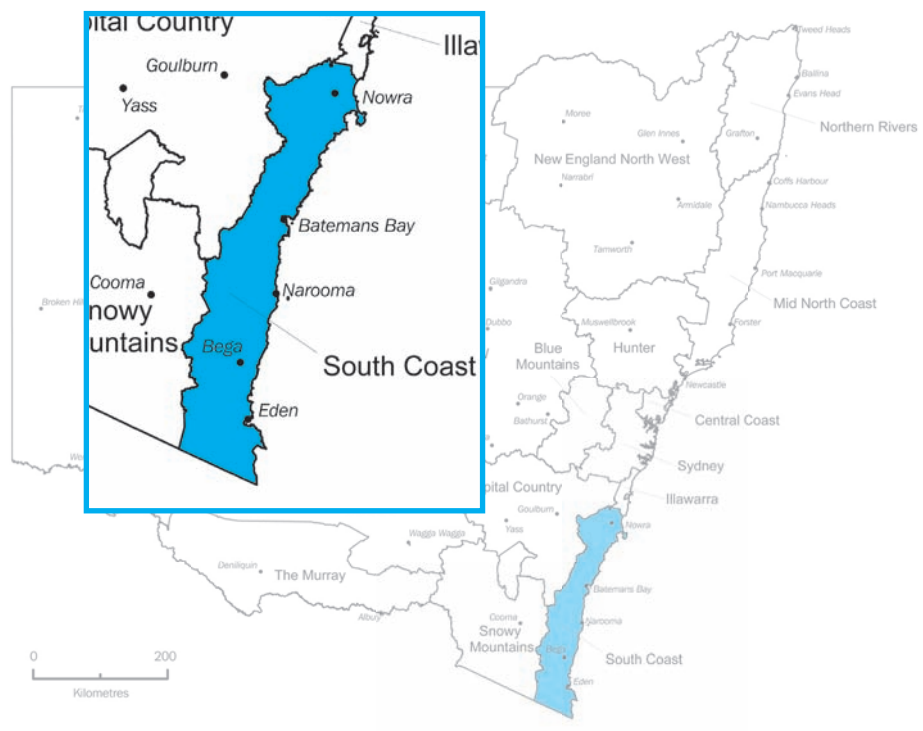 pital Country
Illa
Goulburn
Yass
Nowra
Batemans Bay
Cooma
Narooma
nowy
untains
Bega
South Coast
Eden
Tweed Heads
Ballina
Evans Head
Northern Rivers
Moree
Glen Innes
Grafton
New England North West
Narrabri
Coffs Harbour
Armidale
Nambucca Heads
Tamworth
Port Macquarie
Gilgandra
Mid North Coast
Broken Hil
Dubbo
Muswellbrook
Forster
Blue
Mountains
Hunter
Newcastle
Orange
Bathurst
Central Coast
We
Sydney
pital Country
Illawarra
Goulburn
Yass
Nowra
Wagga Wagga
Deniliquin
The Murray
Batemans Bay
Albury
Cooma
Narooma
Snowy
Mountains
Bega
South Coast
Eden
0
200
Kilometres